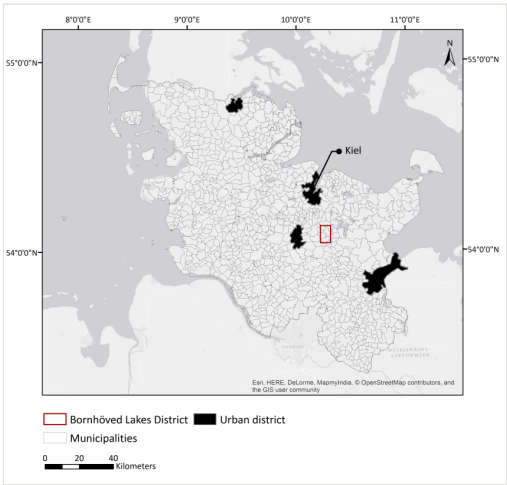 8°0'0"E 9°0'0"E 10°0'0"E 11°0'0"E
N
55°0'0"N 55°0'0"N
Kiel
54°0'0"N 54°0'0"N
MECKLENBURG-
Esri, HERE, DeLorme, MapmyIndia, © OpenStreetMap contributors, and
the GIS user community
Bornhöved Lakes District Urban district
Municipalities
0 20 40
Kilometers